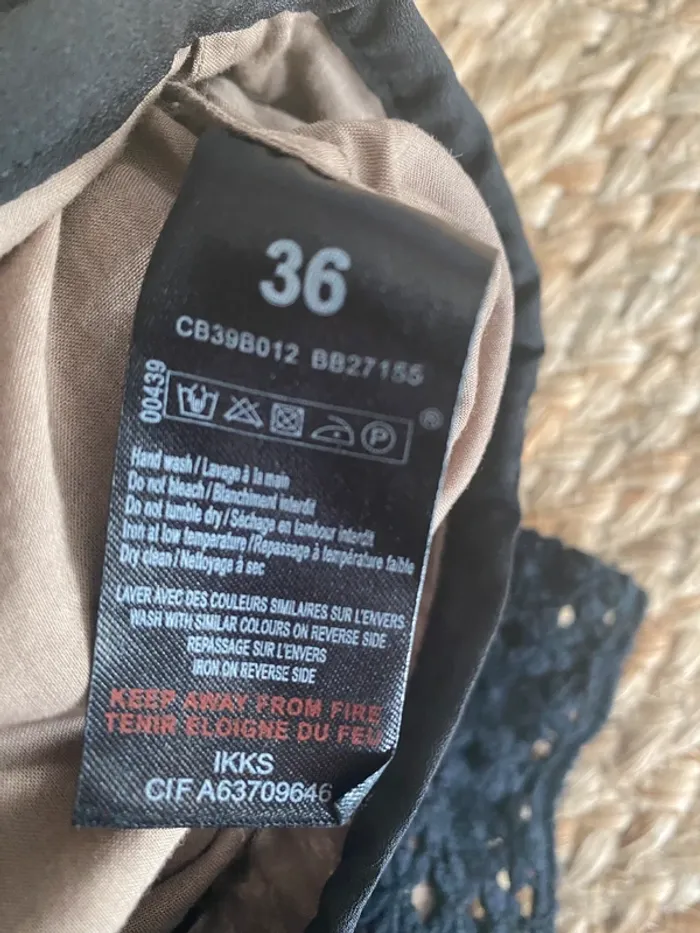 36
CB39B012 BB27155
00439
P
®
Hand wash / Lavage à la main
Do not bleach / Blanchiment interdit
Do not tumble dry / Séchage en tambour interdit
Iron at low temperature / Repassage à température faible
Dry clean / Nettoyage à sec
LAVER AVEC DES COULEURS SIMILAIRES SUR L'ENVERS
WASH WITH SIMILAR COLOURS ON REVERSE SIDE
REPASSAGE SUR L'ENVERS
IRON ON REVERSE SIDE
KEEP AWAY FROM FIRE
TENIR ELOIGNE DU FEU
IKKS
CIF A63709646